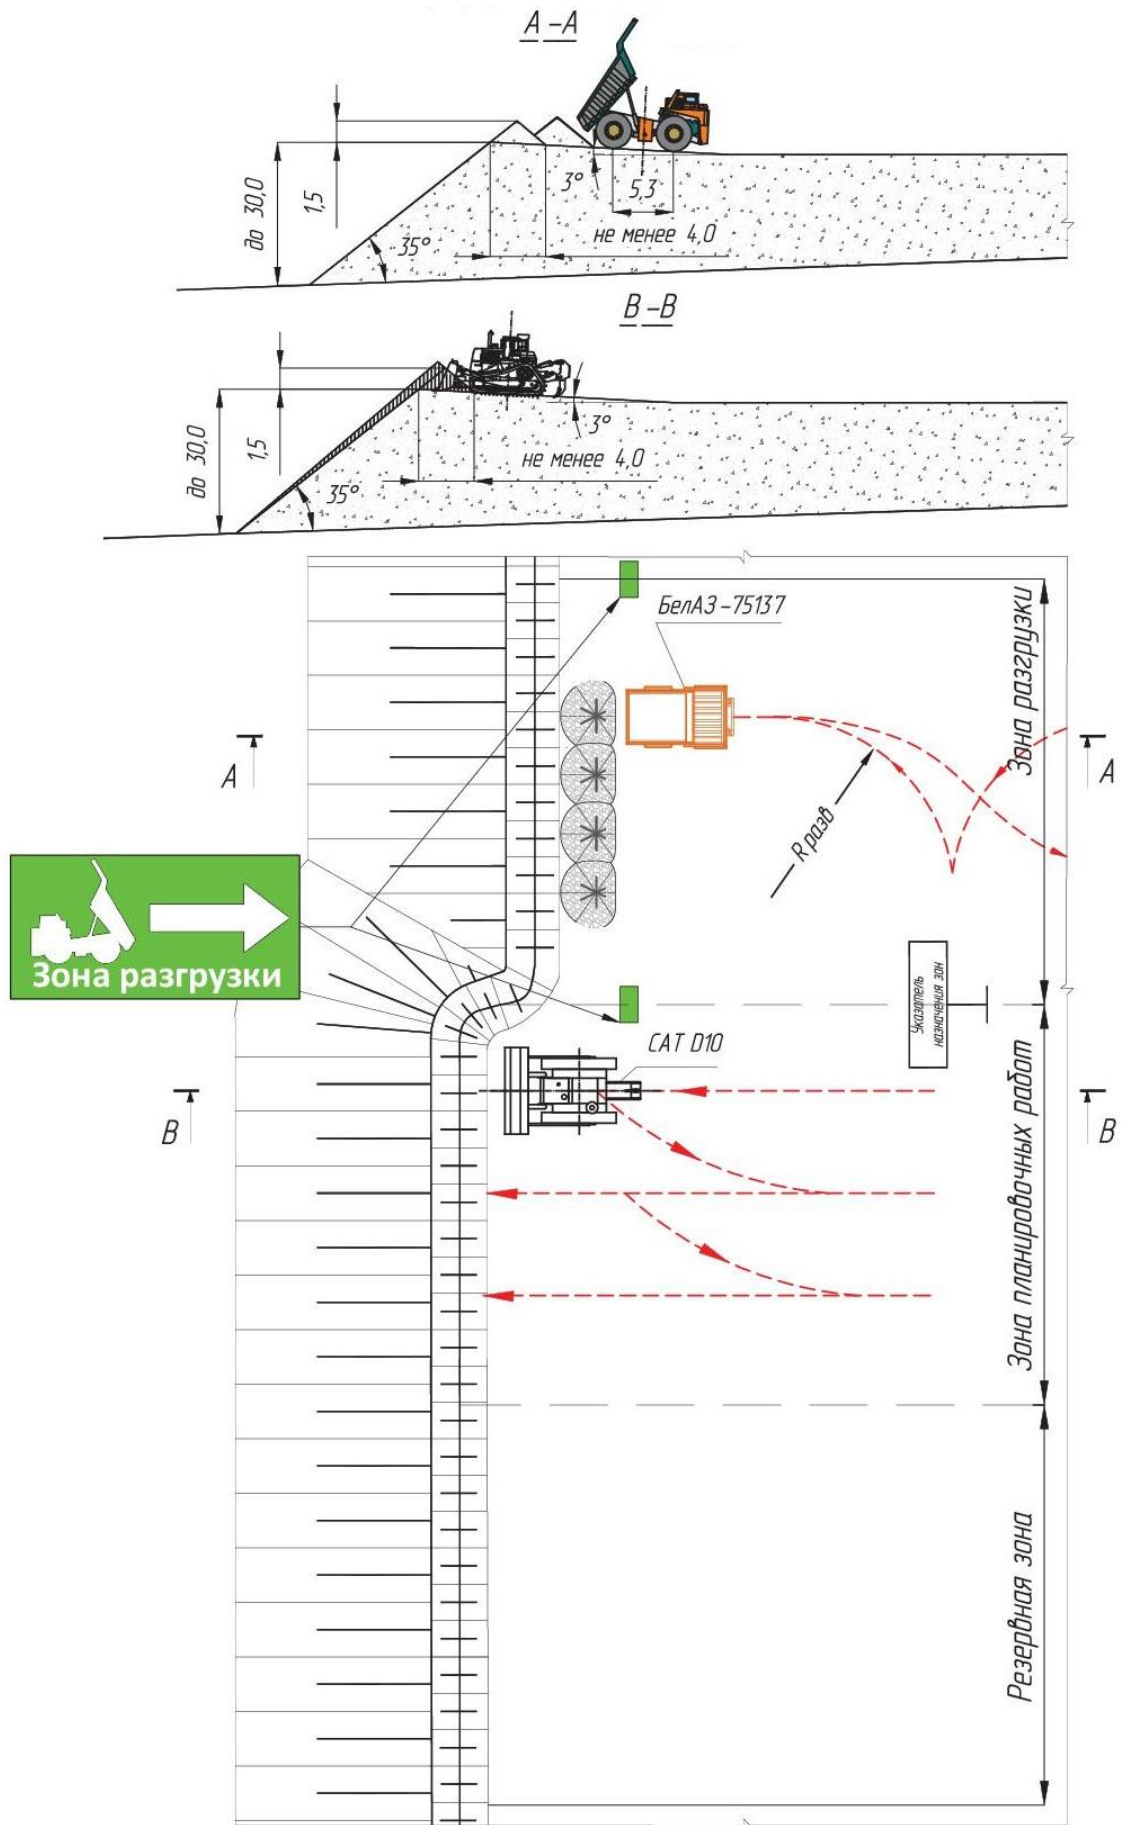 А-А
до 30,0
1,5
35°
3°
5,3
не менее 4,0
В-В
до 30,0
1,5
35°
3°
не менее 4,0
БелАЗ-75137
Зона разгрузки
А
А
R разв
Зона разгрузки
Указатель
назначения зон
CAT D10
В
В
Зона планировочных работ
Резервная зона